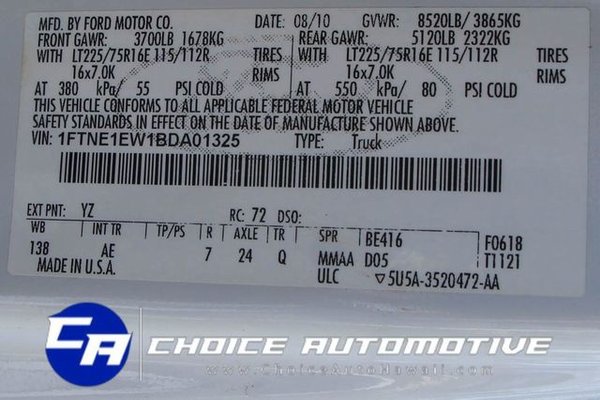 MFD. BY FORD MOTOR CO. DATE: 08/10 GVWR: 8520LB/ 3865KG
FRONT GAWR: 3700LB 1678KG REAR GAWR: 5120LB 2322KG
WITH LT225/75R16E 115/112R TIRES WITH LT225/75R16E 115/112R TIRES
16x7.0K RIMS 16x7.0K RIMS
AT 380 kPa/ 55 PSI COLD AT 550 kPa/ 80 PSI COLD
THIS VEHICLE CONFORMS TO ALL APPLICABLE FEDERAL MOTOR VEHICLE
SAFETY STANDARDS IN EFFECT ON THE DATE OF MANUFACTURE SHOWN ABOVE.
VIN: 1FTNE1EW1BDA01325 TYPE: Truck
EXT PNT: YZ RC: 72 DSO:
WB INT TR TP/PS R AXLE TR SPR BE416 F0618
138 AE 7 24 Q MMAA D05 T1121
MADE IN U.S.A. ULC ▽5U5A-3520472-AA
CA CHOICE AUTOMOTIVE
www.ChoiceAutoHawaii.com